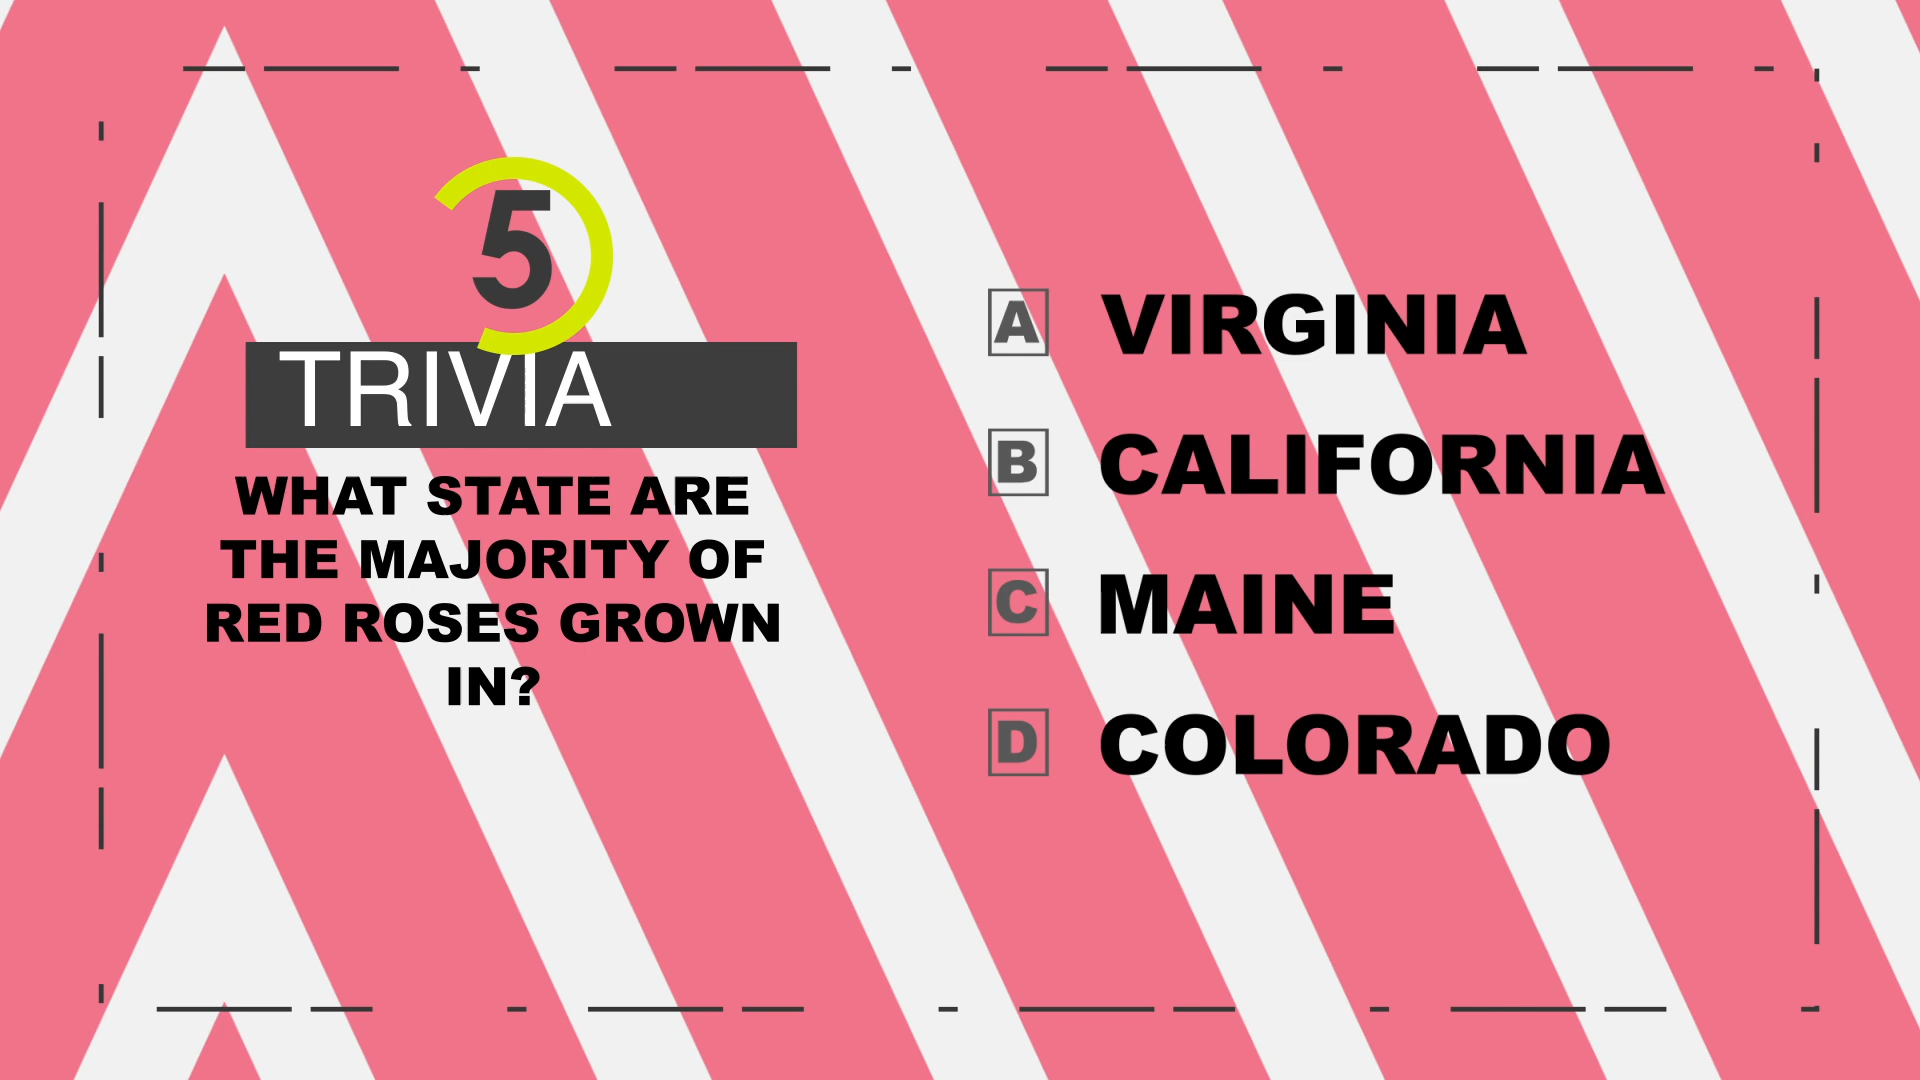 5
TRIVIA
WHAT STATE ARE
THE MAJORITY OF
RED ROSES GROWN
IN?
A VIRGINIA
B CALIFORNIA
C MAINE
D COLORADO